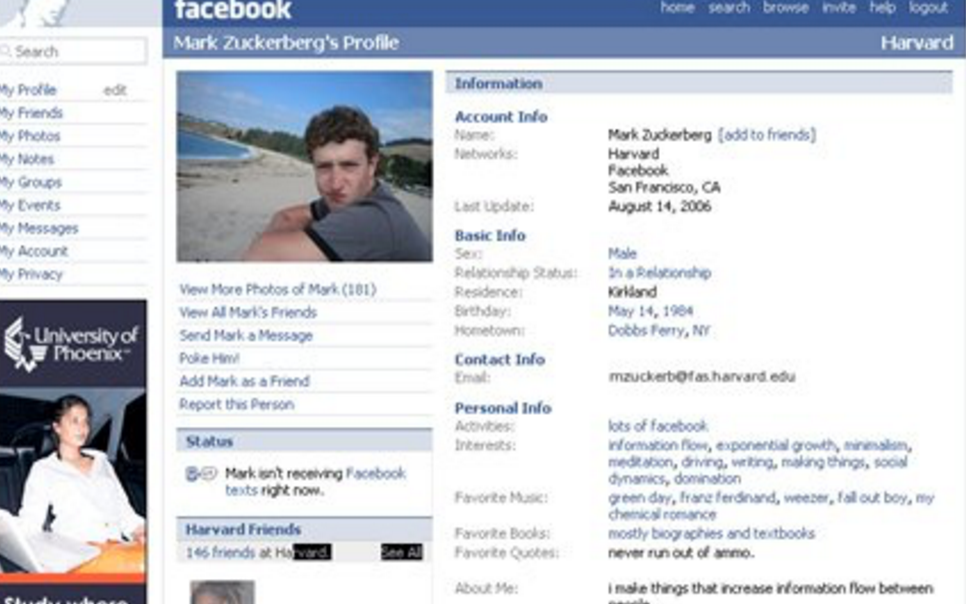 facebook
home search browse invite help logout
Search
Mark Zuckerberg's Profile
Harvard
My Profile edit
My Friends
My Photos
My Notes
My Groups
My Events
My Messages
My Account
My Privacy
University of
Phoenix
Study where
View More Photos of Mark (181)
View All Mark's Friends
Send Mark a Message
Poke Him!
Add Mark as a Friend
Report this Person
Status
Mark isn't receiving Facebook
texts right now.
Harvard Friends
146 friends at Harvard. See All
Information
Account Info
Name: Mark Zuckerberg [add to friends]
Networks: Harvard
Facebook
San Francisco, CA
Last Update: August 14, 2006
Basic Info
Sex: Male
Relationship Status: In a Relationship
Residence: Kirkland
Birthday: May 14, 1984
Hometown: Dobbs Ferry, NY
Contact Info
Email: mzuckerb@fas.harvard.edu
Personal Info
Activities: lots of facebook
Interests: information flow, exponential growth, minimalism,
meditation, driving, writing, making things, social
dynamics, domination
Favorite Music: green day, franz ferdinand, weezer, fall out boy, my
chemical romance
Favorite Books: mostly biographies and textbooks
Favorite Quotes: never run out of ammo.
About Me: i make things that increase information flow between
people